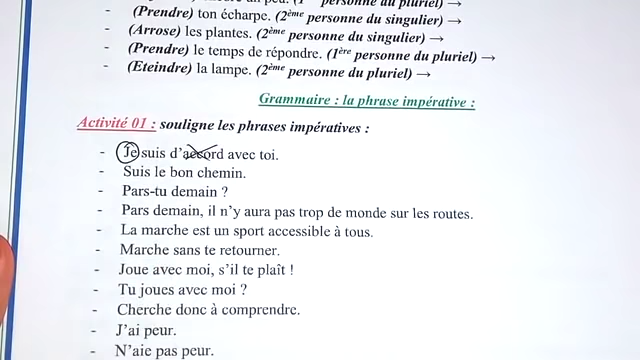 personne du pluriel) →
- (Prendre) ton écharpe. (2ème personne du singulier) →
- (Arrose) les plantes. (2ème personne du singulier) →
- (Prendre) le temps de répondre. (1ère personne du pluriel) →
- (Eteindre) la lampe. (2ème personne du pluriel) →
Grammaire : la phrase impérative :
Activité 01 : souligne les phrases impératives :
- Je suis d'accord avec toi.
- Suis le bon chemin.
- Pars-tu demain ?
- Pars demain, il n'y aura pas trop de monde sur les routes.
- La marche est un sport accessible à tous.
- Marche sans te retourner.
- Joue avec moi, s'il te plaît !
- Tu joues avec moi ?
- Cherche donc à comprendre.
- J'ai peur.
- N'aie pas peur.